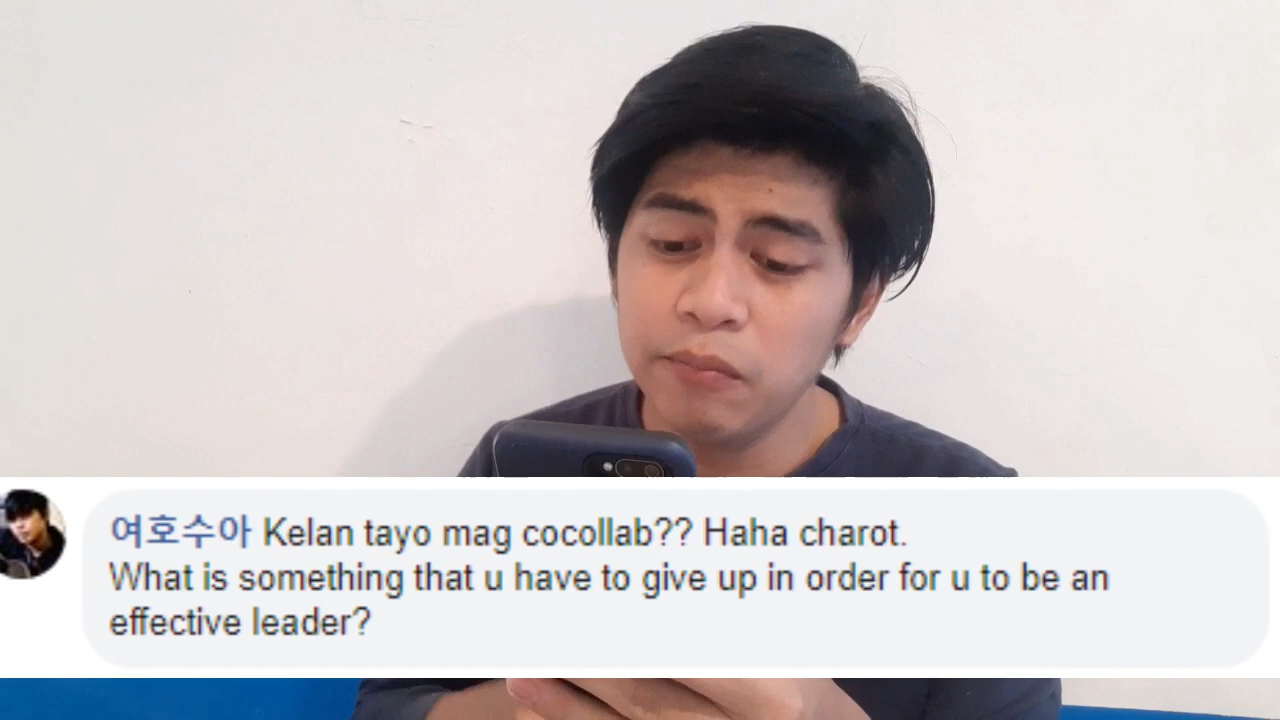 여호수아 Kelan tayo mag cocollab?? Haha charot.
What is something that u have to give up in order for u to be an
effective leader?